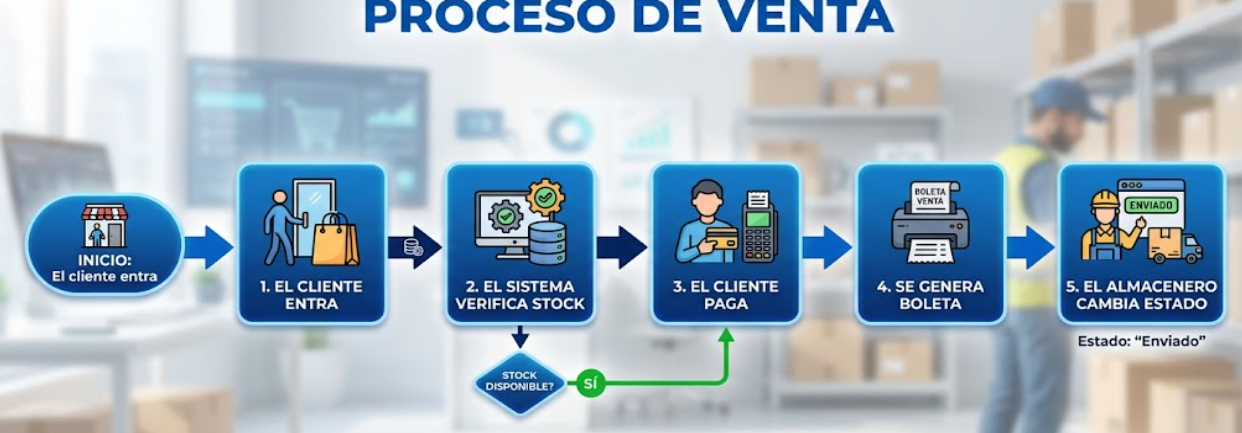 PROCESO DE VENTA
INICIO:
El cliente entra
1. EL CLIENTE
ENTRA
2. EL SISTEMA
VERIFICA STOCK
3. EL CLIENTE
PAGA
BOLETA
VENTA
4. SE GENERA
BOLETA
ENVIADO
5. EL ALMACENERO
CAMBIA ESTADO
Estado: “Enviado”
STOCK
DISPONIBLE?
SÍ